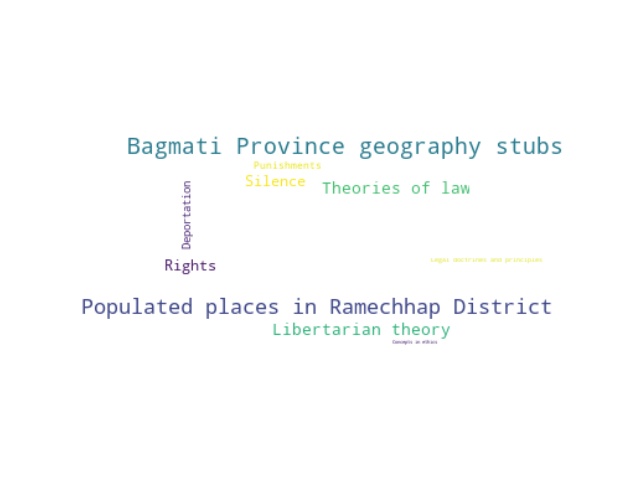 Bagmati Province geography stubs
Punishments
Silence
Theories of law
Deportation
Rights
Legal doctrines and principles
Populated places in Ramechhap District
Libertarian theory
Concepts in ethics